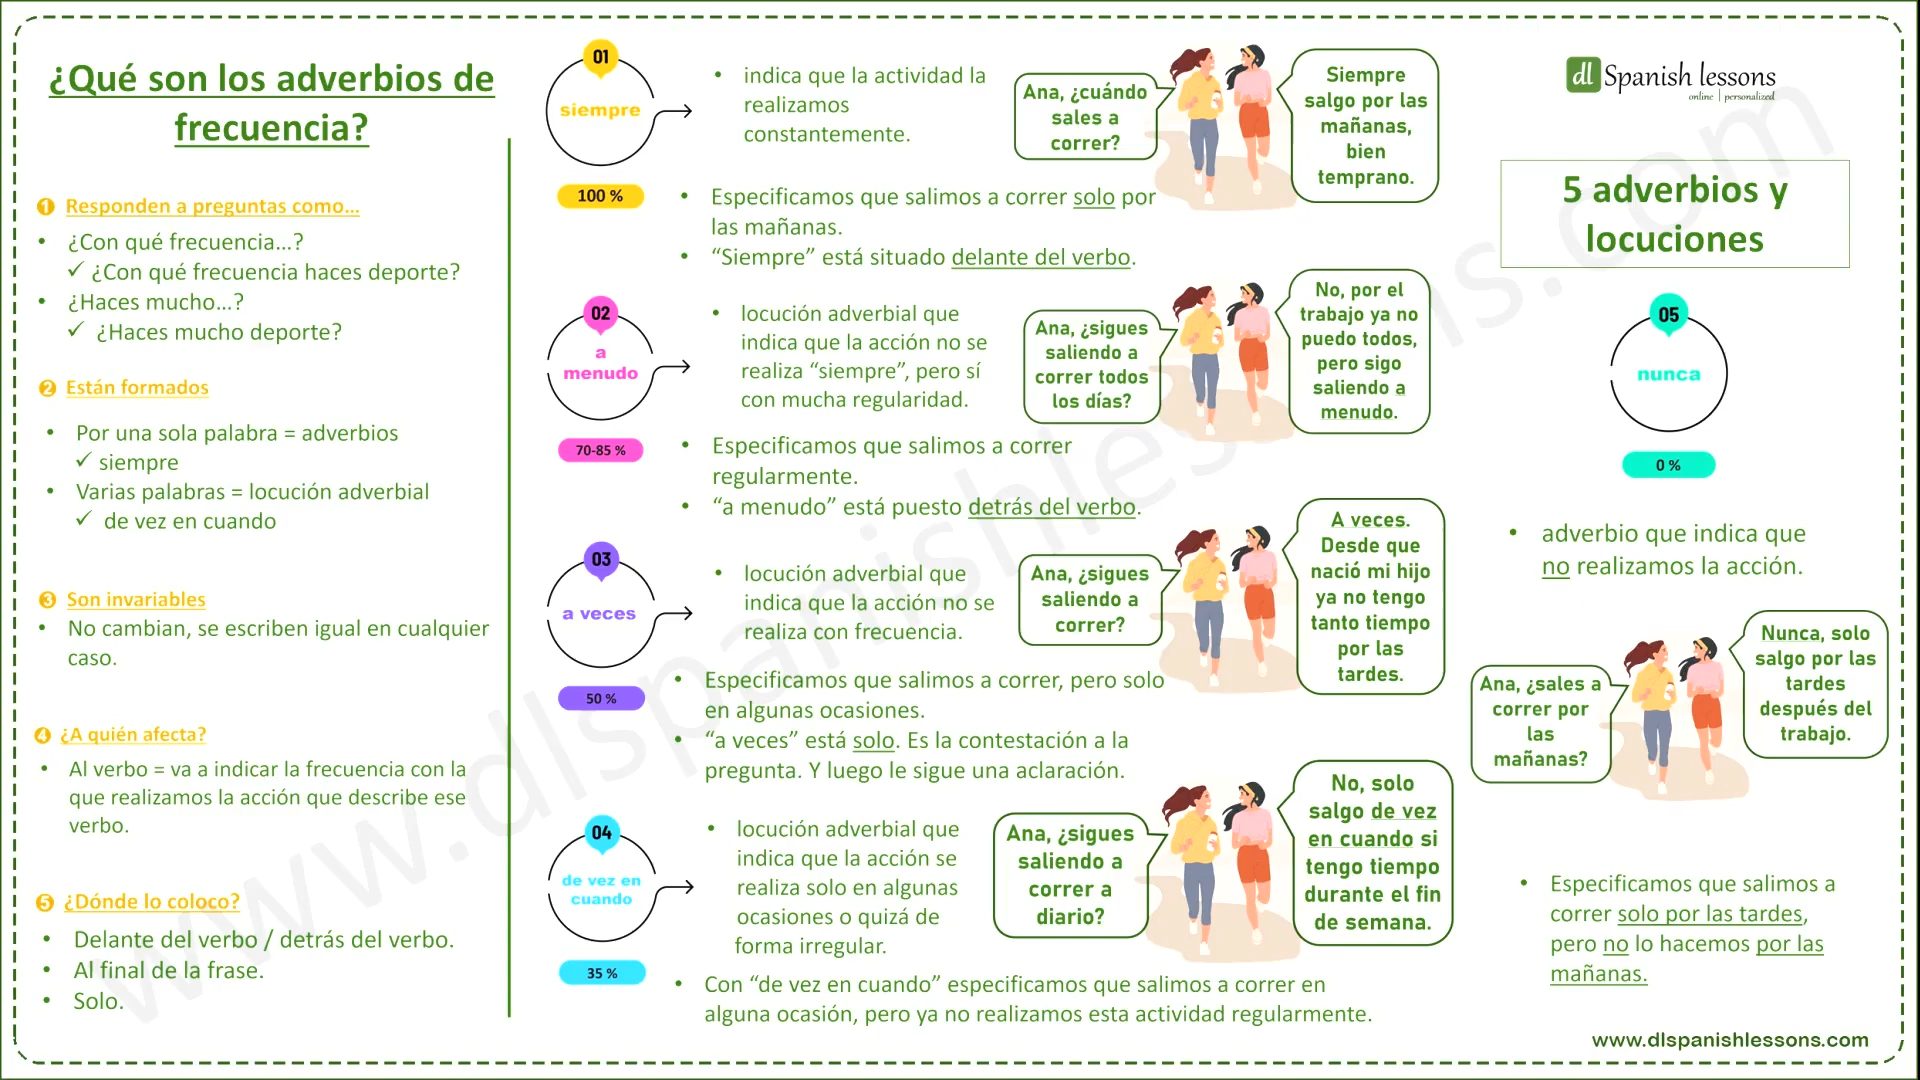 ¿Qué son los adverbios de
frecuencia?
1 Responden a preguntas como...
• ¿Con qué frecuencia...?
✓ ¿Con qué frecuencia haces deporte?
• ¿Haces mucho...?
✓ ¿Haces mucho deporte?
2 Están formados
• Por una sola palabra = adverbios
✓ siempre
• Varias palabras = locución adverbial
✓ de vez en cuando
3 Son invariables
• No cambian, se escriben igual en cualquier
caso.
4 ¿A quién afecta?
• Al verbo = va a indicar la frecuencia con la
que realizamos la acción que describe ese
verbo.
5 ¿Dónde lo coloco?
• Delante del verbo / detrás del verbo.
• Al final de la frase.
• Solo.
01
siempre
100 %
• indica que la actividad la
realizamos
constantemente.
Ana, ¿cuándo
sales a
correr?
Siempre
salgo por las
mañanas,
bien
temprano.
• Especificamos que salimos a correr solo por
las mañanas.
• “Siempre” está situado delante del verbo.
02
a
menudo
70-85 %
• locución adverbial que
indica que la acción no se
realiza “siempre”, pero sí
con mucha regularidad.
Ana, ¿sigues
saliendo a
correr todos
los días?
No, por el
trabajo ya no
puedo todos,
pero sigo
saliendo a
menudo.
• Especificamos que salimos a correr
regularmente.
• “a menudo” está puesto detrás del verbo.
03
a veces
50 %
• locución adverbial que
indica que la acción no se
realiza con frecuencia.
Ana, ¿sigues
saliendo a
correr?
A veces.
Desde que
nació mi hijo
ya no tengo
tanto tiempo
por las
tardes.
• Especificamos que salimos a correr, pero solo
en algunas ocasiones.
• “a veces” está solo. Es la contestación a la
pregunta. Y luego le sigue una aclaración.
04
de vez en
cuando
35 %
• locución adverbial que
indica que la acción se
realiza solo en algunas
ocasiones o quizá de
forma irregular.
Ana, ¿sigues
saliendo a
correr a
diario?
No, solo
salgo de vez
en cuando si
tengo tiempo
durante el fin
de semana.
• Con “de vez en cuando” especificamos que salimos a correr en
alguna ocasión, pero ya no realizamos esta actividad regularmente.
dl Spanish lessons
online | personalized
5 adverbios y
locuciones
05
nunca
0 %
• adverbio que indica que
no realizamos la acción.
Ana, ¿sales a
correr por
las
mañanas?
Nunca, solo
salgo por las
tardes
después del
trabajo.
• Especificamos que salimos a
correr solo por las tardes,
pero no lo hacemos por las
mañanas.
www.dlspanishlessons.com
www.dlspanishlessons.com